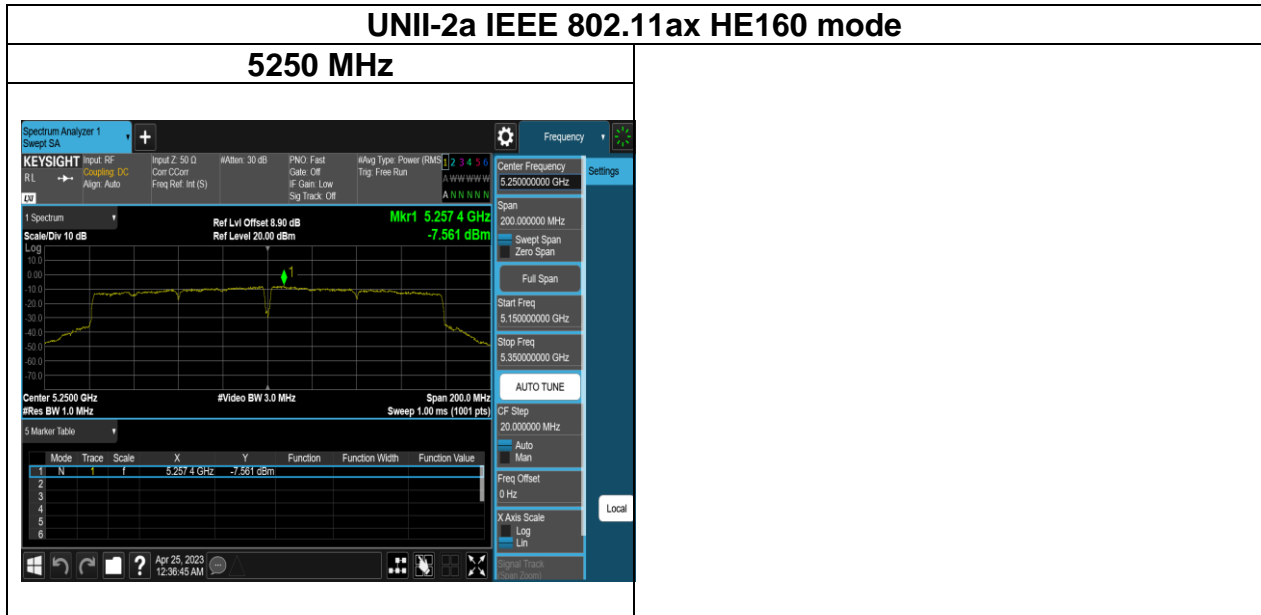 UNII-2a IEEE 802.11ax HE160 mode
5250 MHz
Spectrum Analyzer 1
Swept SA
+
Frequency
KEYSIGHT
RL
LXI
Input: RF
Coupling: DC
Align: Auto
Input Z: 50 Ω
Corr CCorr
Freq Ref: Int (S)
#Atten: 30 dB
PNO: Fast
Gate: Off
IF Gain: Low
Sig Track: Off
#Avg Type: Power (RMS
Trig: Free Run
1 2 3 4 5 6
A W W W W W
A N N N N N
1 Spectrum
Scale/Div 10 dB
Ref Lvl Offset 8.90 dB
Ref Level 20.00 dBm
Mkr1 5.257 4 GHz
-7.561 dBm
Log
10.0
0.00
-10.0
-20.0
-30.0
-40.0
-50.0
-60.0
-70.0
1
Center 5.2500 GHz
#Res BW 1.0 MHz
#Video BW 3.0 MHz
Span 200.0 MHz
Sweep 1.00 ms (1001 pts)
5 Marker Table
Mode Trace Scale X Y Function Function Width Function Value
1 N 1 f 5.257 4 GHz -7.561 dBm
2
3
4
5
6
?
Apr 25, 2023
12:36:45 AM
Center Frequency
5.250000000 GHz
Span
200.000000 MHz
Swept Span
Zero Span
Full Span
Start Freq
5.150000000 GHz
Stop Freq
5.350000000 GHz
AUTO TUNE
CF Step
20.000000 MHz
Auto
Man
Freq Offset
0 Hz
X Axis Scale
Log
Lin
Signal Track
(Span Zoom)
Settings
Local